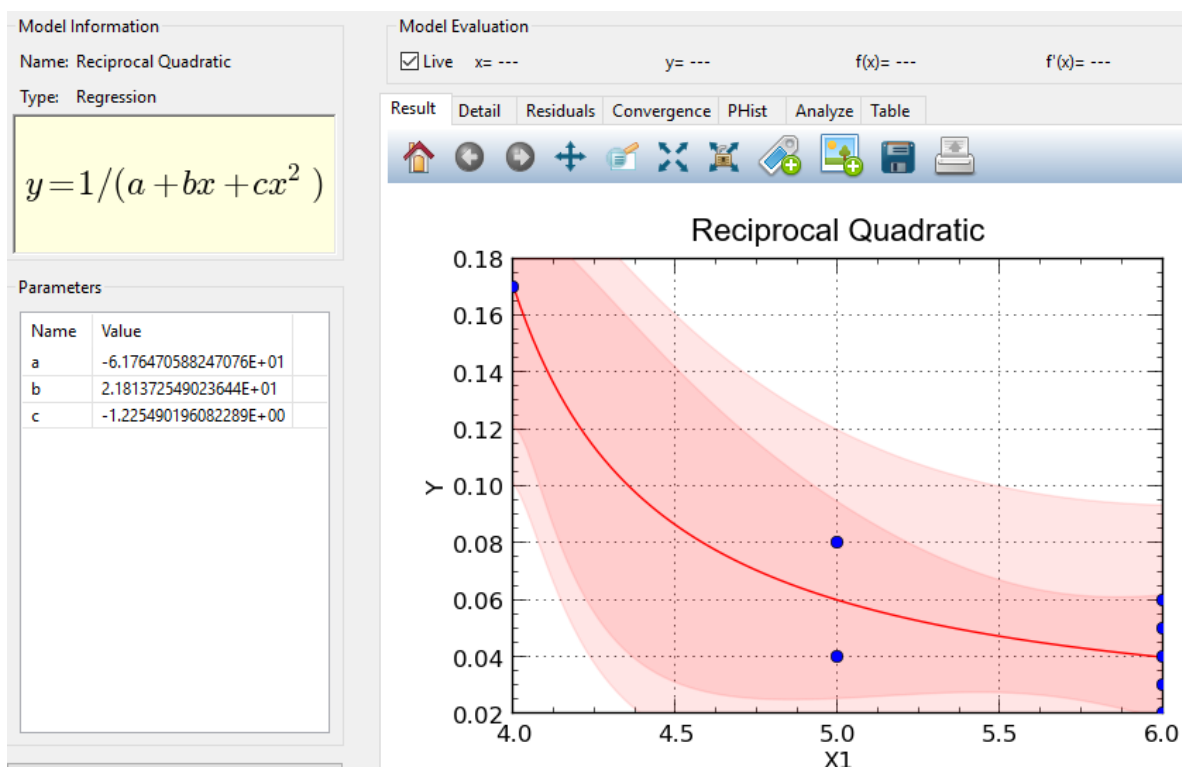 Model Information
Name: Reciprocal Quadratic
Type: Regression
y=1/(a+bx+cx² )
Parameters
Name Value
a -6.176470588247076E+01
b 2.181372549023644E+01
c -1.225490196082289E+00
Model Evaluation
Live x= --- y= --- f(x)= --- f'(x)= ---
Result Detail Residuals Convergence PHist Analyze Table
Reciprocal Quadratic
0.18
0.16
0.14
0.12
0.10
0.08
0.06
0.04
0.02
Y
4.0 4.5 5.0 5.5 6.0
X1